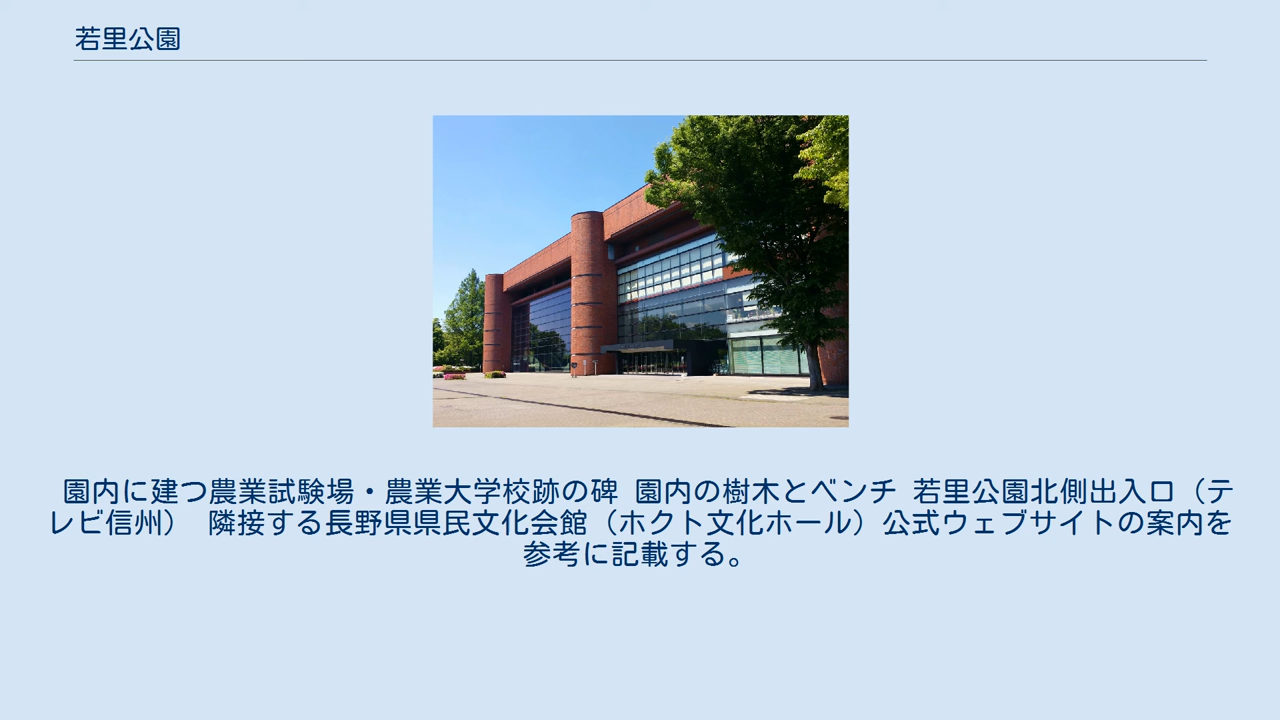 若里公園
園内に建つ農業試験場・農業大学校跡の碑 園内の樹木とベンチ 若里公園北側出入口（テ
レビ信州） 隣接する長野県県民文化会館（ホクト文化ホール）公式ウェブサイトの案内を
参考に記載する。